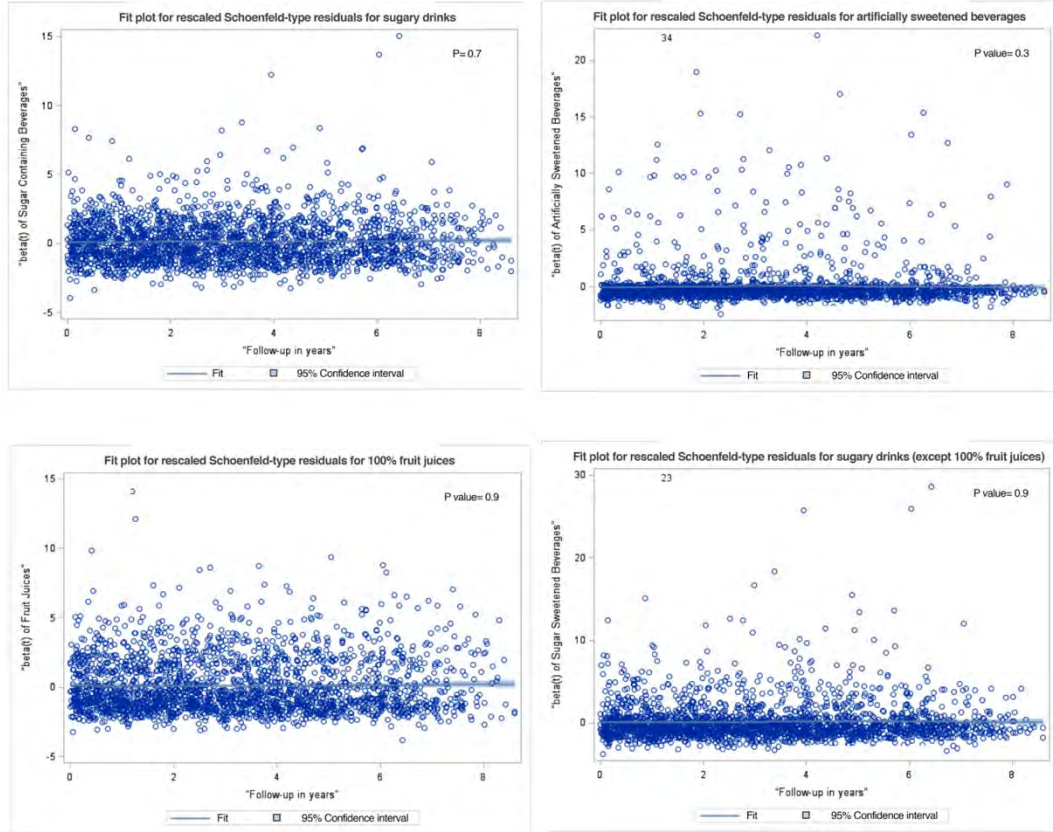 Fit plot for rescaled Schoenfeld-type residuals for sugary drinks
P= 0.7
15
10
5
0
-5
"beta(t) of Sugar Containing Beverages"
0 2 4 6 8
"Follow-up in years"
Fit 95% Confidence interval
Fit plot for rescaled Schoenfeld-type residuals for artificially sweetened beverages
34
P value= 0.3
20
15
10
5
0
"beta(t) of Artificially Sweetened Beverages"
0 2 4 6 8
"Follow-up in years"
Fit 95% Confidence interval
Fit plot for rescaled Schoenfeld-type residuals for 100% fruit juices
P value= 0.9
15
10
5
0
-5
"beta(t) of Fruit Juices"
0 2 4 6 8
"Follow-up in years"
Fit 95% Confidence interval
Fit plot for rescaled Schoenfeld-type residuals for sugary drinks (except 100% fruit juices)
23
P value= 0.9
30
20
10
0
"beta(t) of Sugar Sweetened Beverages"
0 2 4 6 8
"Follow-up in years"
Fit 95% Confidence interval